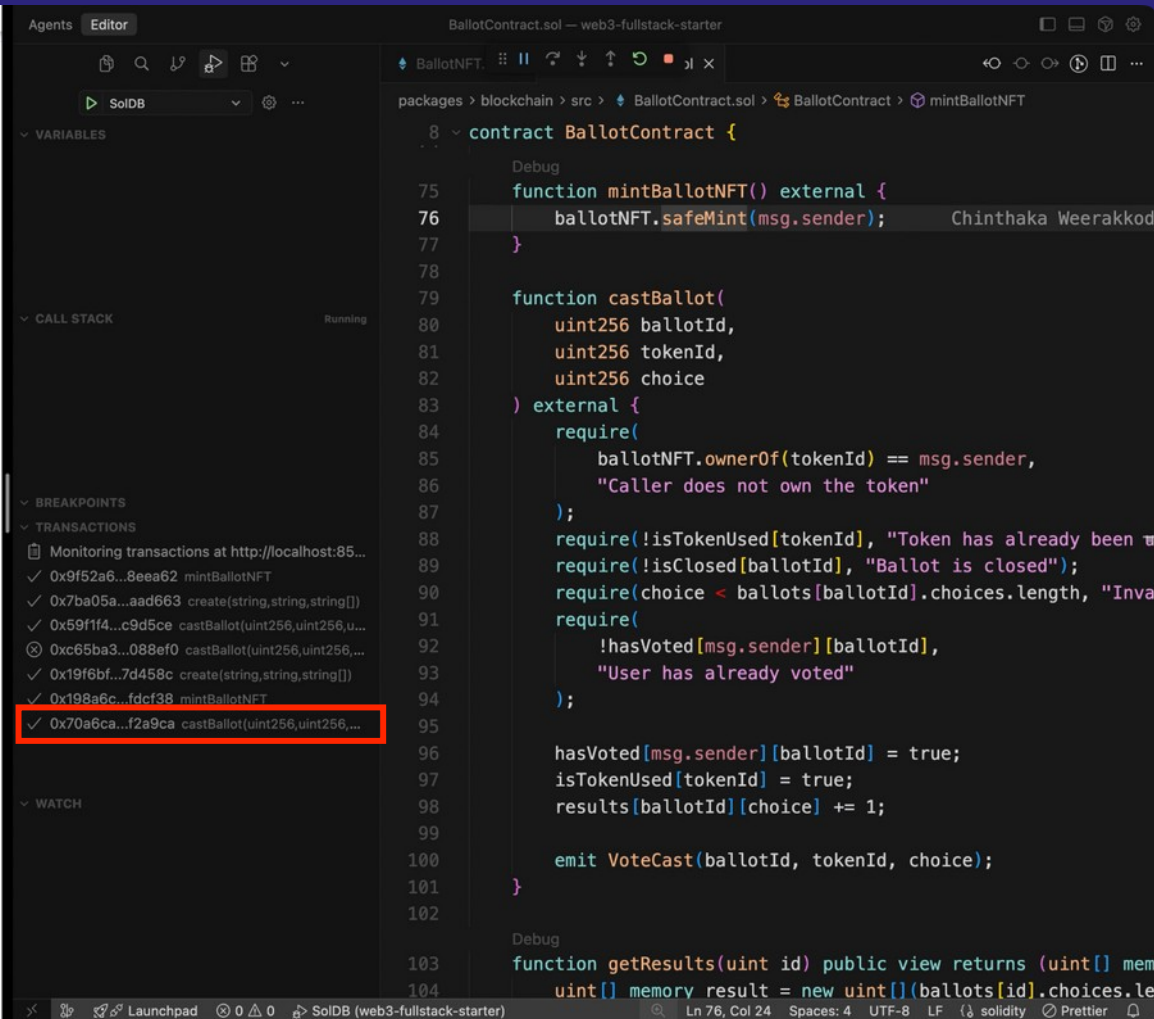 Agents Editor BallotContract.sol — web3-fullstack-starter
BallotNFT. ol
SolDB
packages > blockchain > src > BallotContract.sol > BallotContract > mintBallotNFT
VARIABLES
CALL STACK Running
BREAKPOINTS
TRANSACTIONS
Monitoring transactions at http://localhost:85...
0x9f52a6...8eea62 mintBallotNFT
0x7ba05a...aad663 create(string,string,string[])
0x59f1f4...c9d5ce castBallot(uint256,uint256,u...
0xc65ba3...088ef0 castBallot(uint256,uint256,...
0x19f6bf...7d458c create(string,string,string[])
0x198a6c...fdcf38 mintBallotNFT
0x70a6ca...f2a9ca castBallot(uint256,uint256,...
WATCH
8 contract BallotContract {
Debug
75 function mintBallotNFT() external {
76 ballotNFT.safeMint(msg.sender); Chinthaka Weerakkod
77 }
78
79 function castBallot(
80 uint256 ballotId,
81 uint256 tokenId,
82 uint256 choice
83 ) external {
84 require(
85 ballotNFT.ownerOf(tokenId) == msg.sender,
86 "Caller does not own the token"
87 );
88 require(!isTokenUsed[tokenId], "Token has already been
89 require(!isClosed[ballotId], "Ballot is closed");
90 require(choice < ballots[ballotId].choices.length, "Inva
91 require(
92 !hasVoted[msg.sender][ballotId],
93 "User has already voted"
94 );
95
96 hasVoted[msg.sender][ballotId] = true;
97 isTokenUsed[tokenId] = true;
98 results[ballotId][choice] += 1;
99
100 emit VoteCast(ballotId, tokenId, choice);
101 }
102
Debug
103 function getResults(uint id) public view returns (uint[] mem
104 uint[] memory result = new uint[](ballots[id].choices.le
Launchpad 0 0 SolDB (web3-fullstack-starter) Ln 76, Col 24 Spaces: 4 UTF-8 LF solidity Prettier